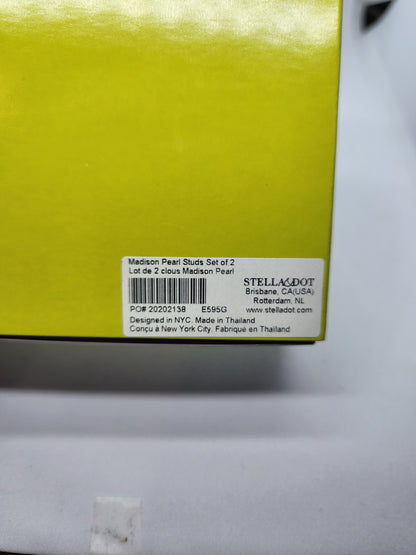 Madison Pearl Studs Set of 2
Lot de 2 clous Madison Pearl
STELLA&DOT
Brisbane, CA(USA)
Rotterdam, NL
PO# 20202138 E595G www.stelladot.com
Designed in NYC. Made in Thailand
Conçu à New York City. Fabriqué en Thaïland